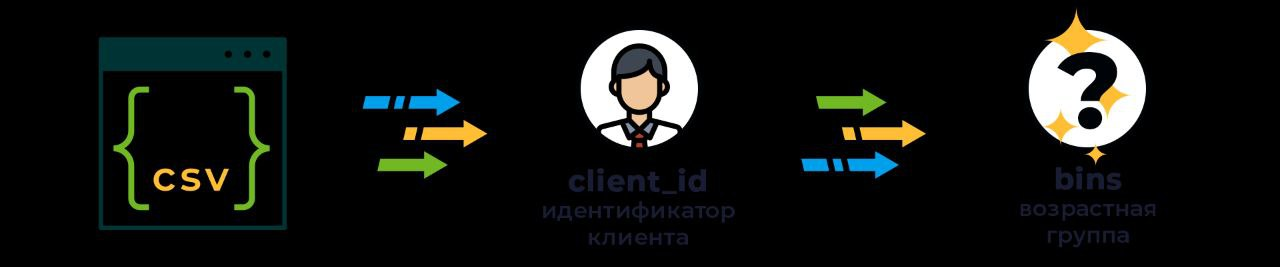 { CSV }
client_id
идентификатор
клиента
?
bins
возрастная
группа